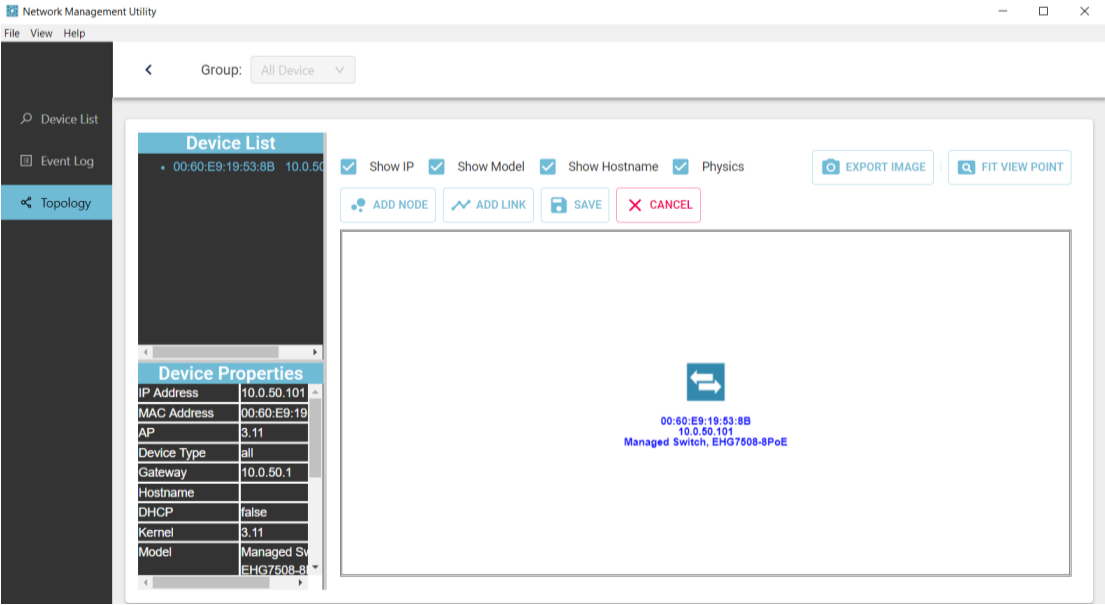 Network Management Utility
File View Help
Group: All Device
Device List
Event Log
Topology
Device List
• 00:60:E9:19:53:8B 10.0.50
Show IP Show Model Show Hostname Physics
EXPORT IMAGE FIT VIEW POINT
ADD NODE ADD LINK SAVE CANCEL
Device Properties
IP Address 10.0.50.101
MAC Address 00:60:E9:19
AP 3.11
Device Type all
Gateway 10.0.50.1
Hostname
DHCP false
Kernel 3.11
Model Managed Sw
EHG7508-8
00:60:E9:19:53:8B
10.0.50.101
Managed Switch, EHG7508-8PoE